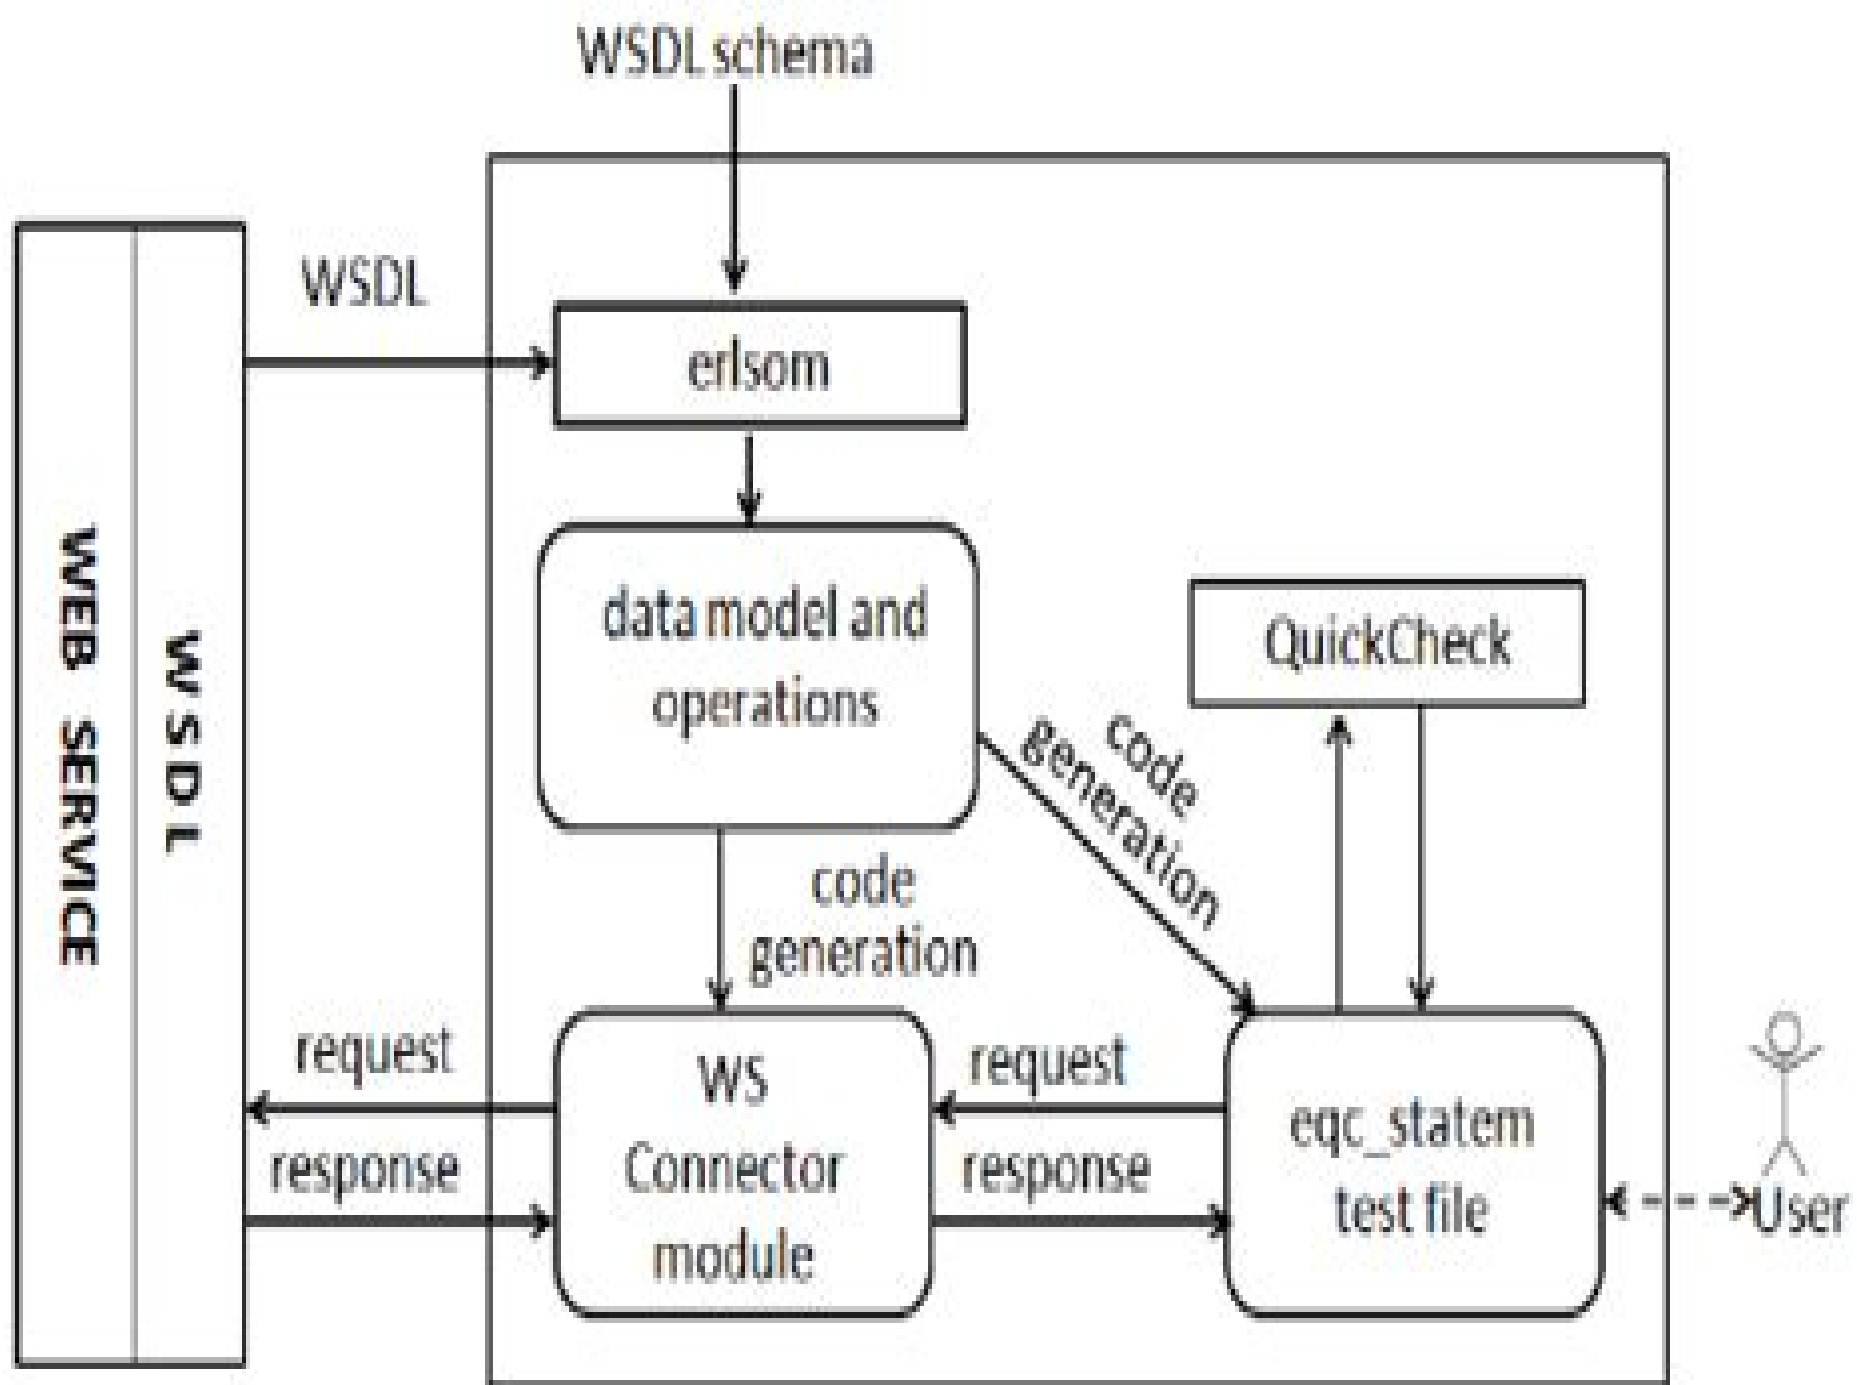 WSDL schema
WSDL
erlsom
WEB SERVICE
WSDL
data model and
operations
QuickCheck
code
generation
code
generation
request
response
WS
Connector
module
request
response
eqc_statem
test file
User